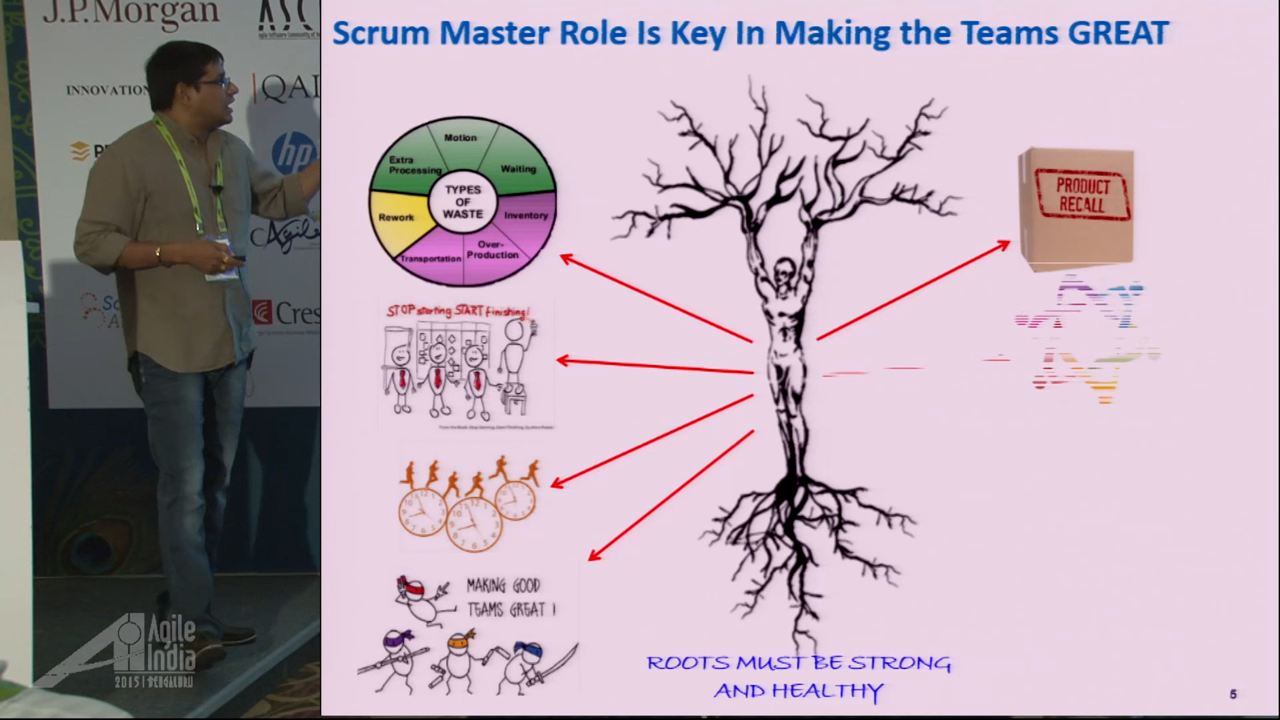 J.P.Morgan
ASC
INNOVATION
QAI
hp
Agile
Cres
Scrum Master Role Is Key In Making the Teams GREAT
Motion
Extra
Processing
Waiting
TYPES
OF
WASTE
Rework
Inventory
Over-
Production
Transportation
PRODUCT
RECALL
STOP starting START finishing!
MAKING GOOD
TEAMS GREAT !
ROOTS MUST BE STRONG
AND HEALTHY
5
Agile
India
2015 | BENGALURU